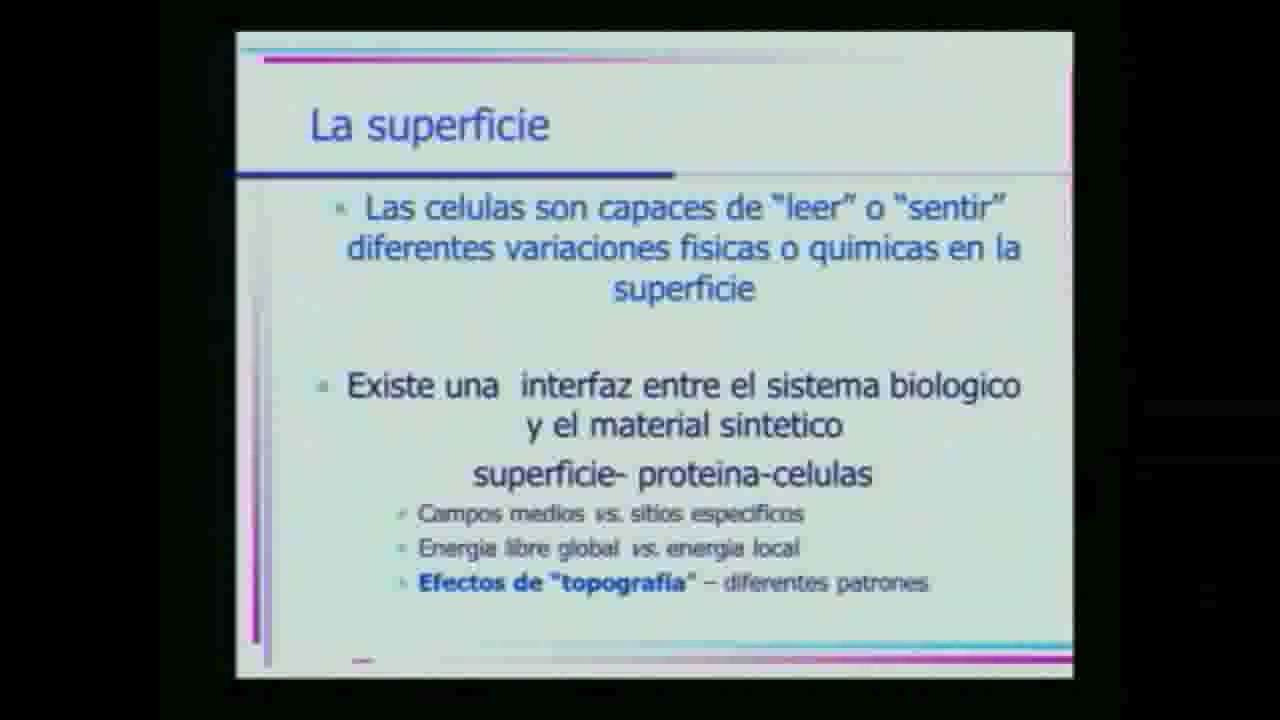 La superficie
Las celulas son capaces de “leer” o “sentir”
diferentes variaciones fisicas o quimicas en la
superficie
Existe una interfaz entre el sistema biologico
y el material sintetico
superficie- proteina-celulas
Campos medios vs. sitios especificos
Energia libre global vs. energia local
Efectos de "topografia" – diferentes patrones